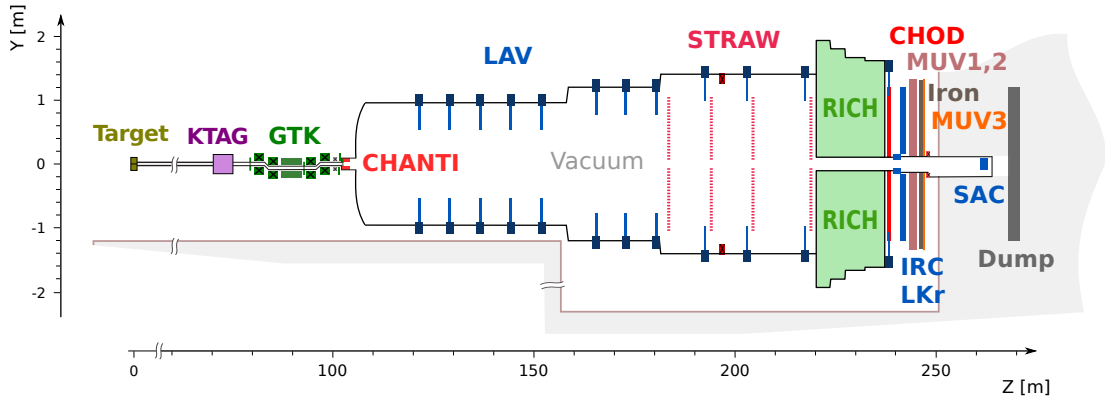 Y [m]
2
1
0
-1
-2
Target
KTAG
GTK
CHANTI
LAV
Vacuum
STRAW
RICH
RICH
CHOD
MUV1,2
Iron
MUV3
SAC
IRC
LKr
Dump
0
100
150
200
250
Z [m]